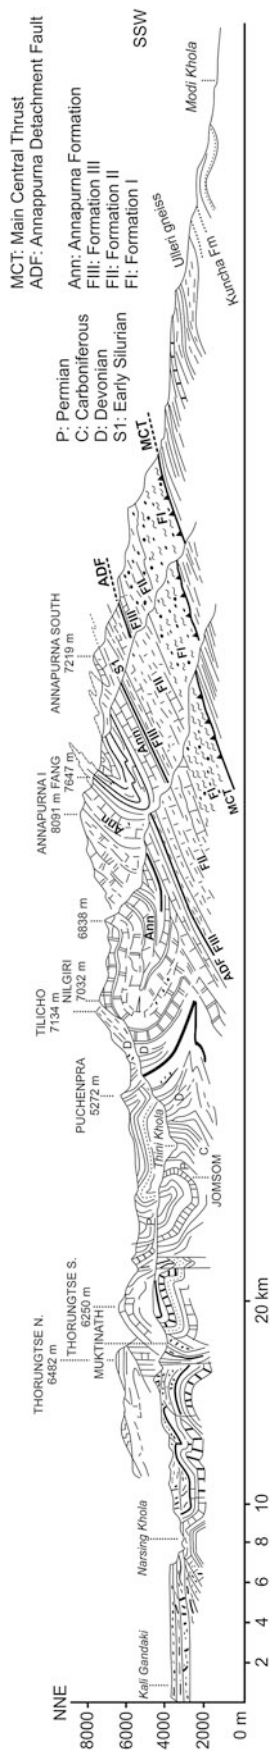 NNE
SSW
MCT: Main Central Thrust
ADF: Annappurna Detachment Fault
P: Permian
C: Carboniferous
D: Devonian
S1: Early Silurian
Ann: Annapurna Formation
FIII: Formation III
FII: Formation II
FI: Formation I
THORUNGTSE N.
6482 m
THORUNGTSE S.
6250 m
MUKTINATH
PUCHENPRA
5272 m
TILICHO
7134 m
NILGIRI
7032 m
6838 m
ANNAPURNA I
8091 m
FANG
7647 m
ANNAPURNA SOUTH
7219 m
Kali Gandaki
Narsing Khola
Thini Khola
JOMSOM
P
C
D
D
D
Ann
Ann
Ann
S1
ADF
ADF
FIII
FIII
FIII
FII
FII
FII
FI
FI
FI
MCT
MCT
Ulleri gneiss
Kuncha Fm
Modi Khola
8000
6000
4000
2000
0 m
2
4
6
8
10
20 km